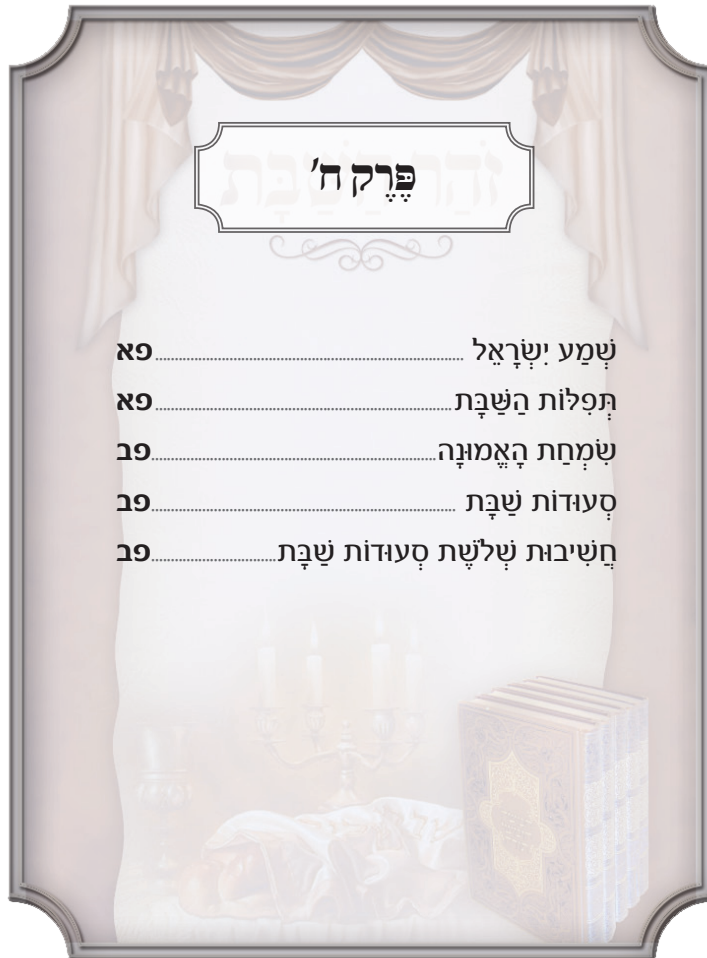 זֹהַר הַשַּׁבָּת
פֶּרֶק ח'
שְׁמַע יִשְׂרָאֵל ........ פא
תְּפִלּוֹת הַשַּׁבָּת ........ פא
שִׂמְחַת הָאֱמוּנָה ........ פב
סְעוּדוֹת שַׁבָּת ........ פב
חֲשִׁיבוּת שְׁלֹשֶׁת סְעוּדוֹת שַׁבָּת ........ פב